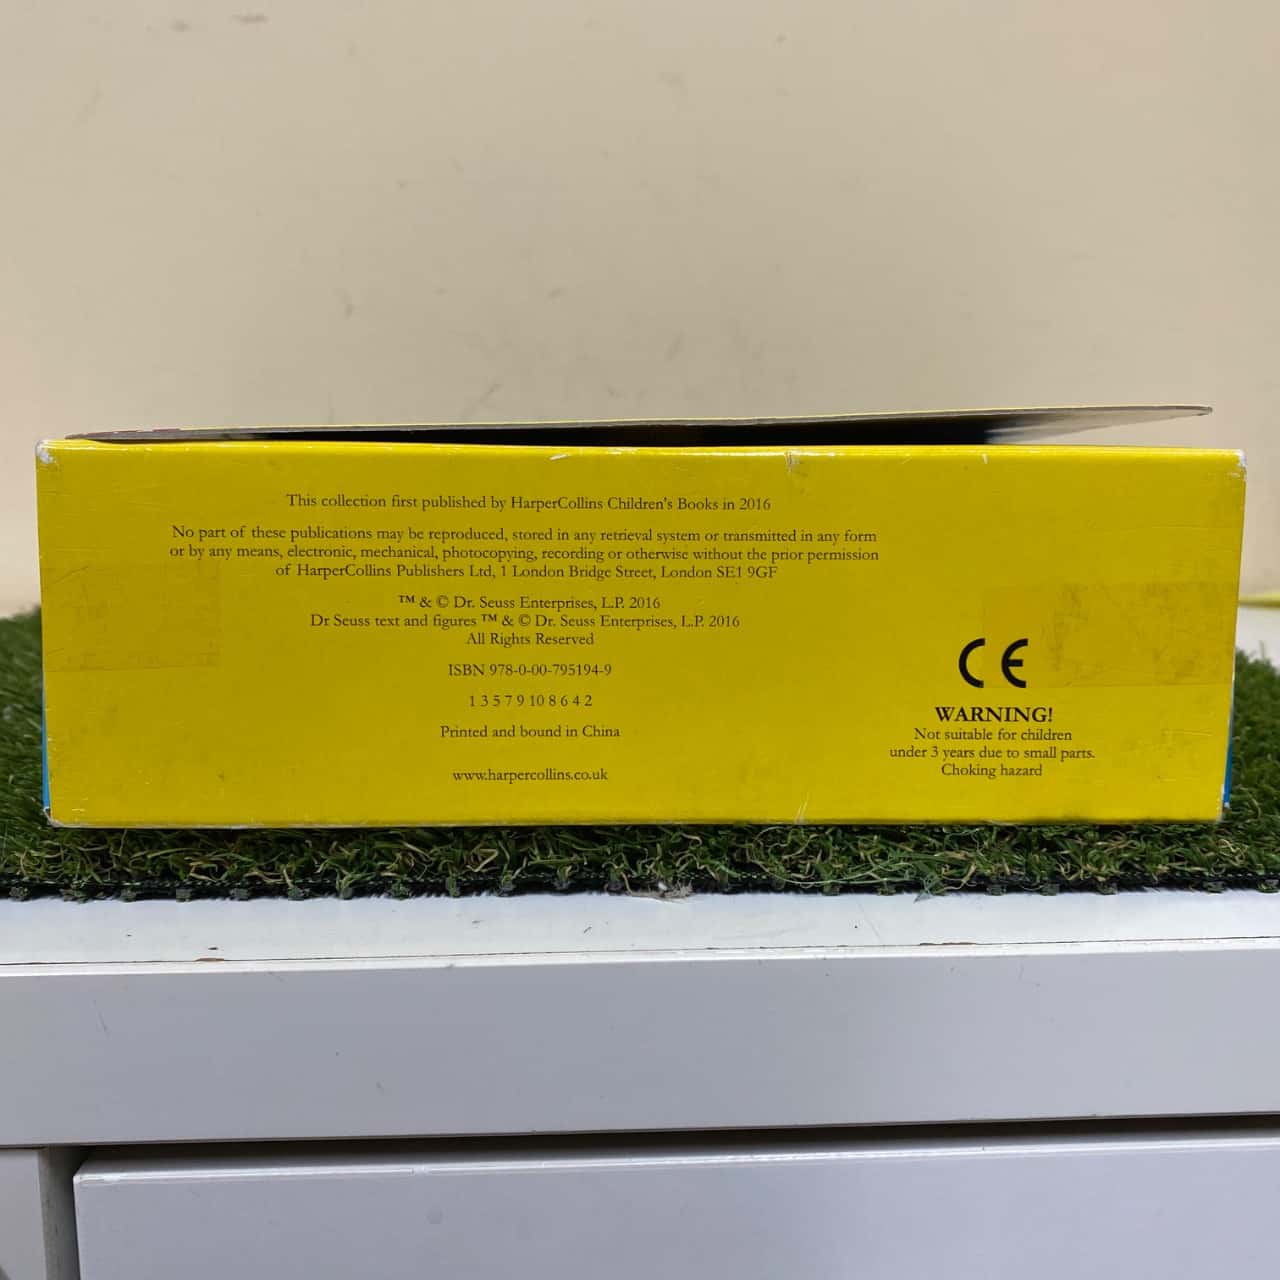 This collection first published by HarperCollins Children's Books in 2016
No part of these publications may be reproduced, stored in any retrieval system or transmitted in any form
or by any means, electronic, mechanical, photocopying, recording or otherwise without the prior permission
of HarperCollins Publishers Ltd, 1 London Bridge Street, London SE1 9GF
™ & © Dr. Seuss Enterprises, L.P. 2016
Dr Seuss text and figures ™ & © Dr. Seuss Enterprises, L.P. 2016
All Rights Reserved
ISBN 978-0-00-795194-9
1 3 5 7 9 10 8 6 4 2
Printed and bound in China
www.harpercollins.co.uk
CE
WARNING!
Not suitable for children
under 3 years due to small parts.
Choking hazard